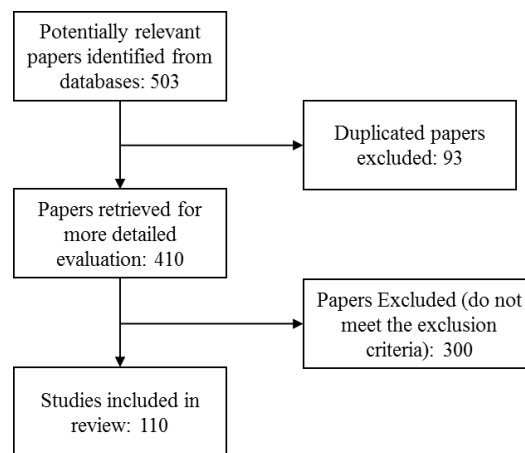 Potentially relevant
papers identified from
databases: 503
Duplicated papers
excluded: 93
Papers retrieved for
more detailed
evaluation: 410
Papers Excluded (do not
meet the exclusion
criteria): 300
Studies included in
review: 110